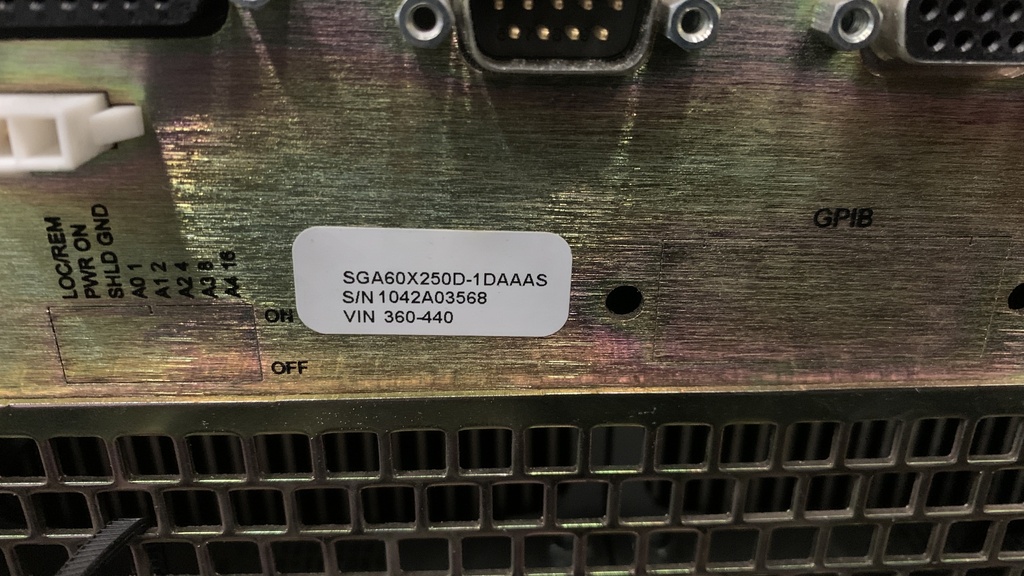 LOC/REM
PWR ON
SHLD GND
A0 1
A1 2
A2 4
A3 8
A4 16
ON
OFF
SGA60X250D-1DAAAS
S/N 1042A03568
VIN 360-440
GPIB